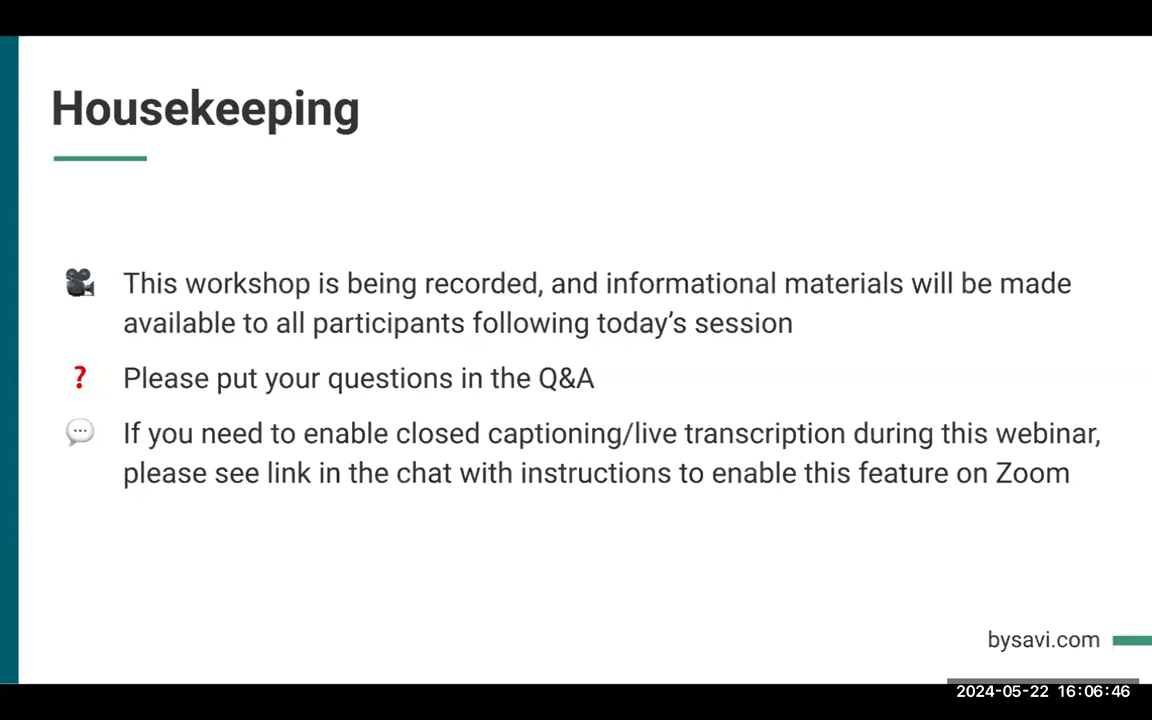 Housekeeping
This workshop is being recorded, and informational materials will be made
available to all participants following today’s session
Please put your questions in the Q&A
If you need to enable closed captioning/live transcription during this webinar,
please see link in the chat with instructions to enable this feature on Zoom
bysavi.com
2024-05-22 16:06:46